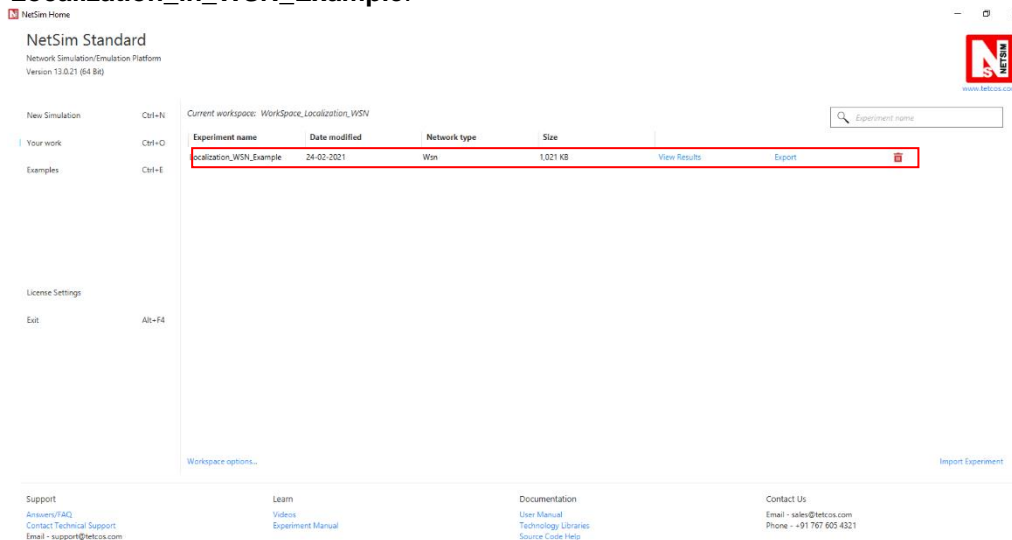 Localization_in_WSN_Example.
NetSim Home
NetSim Standard
Network Simulation/Emulation Platform
Version 13.0.21 (64 Bit)
NETSIM
www.tetcos.com
New Simulation Ctrl+N
Your work Ctrl+O
Examples Ctrl+E
License Settings
Exit Alt+F4
Current workspace: WorkSpace_Localization_WSN
Experiment name
Experiment name Date modified Network type Size
Localization_WSN_Example 24-02-2021 Wsn 1,021 KB View Results Export
Workspace options... Import Experiment
Support
Answers/FAQ
Contact Technical Support
Email - support@tetcos.com
Learn
Videos
Experiment Manual
Documentation
User Manual
Technology Libraries
Source Code Help
Contact Us
Email - sales@tetcos.com
Phone - +91 767 605 4321